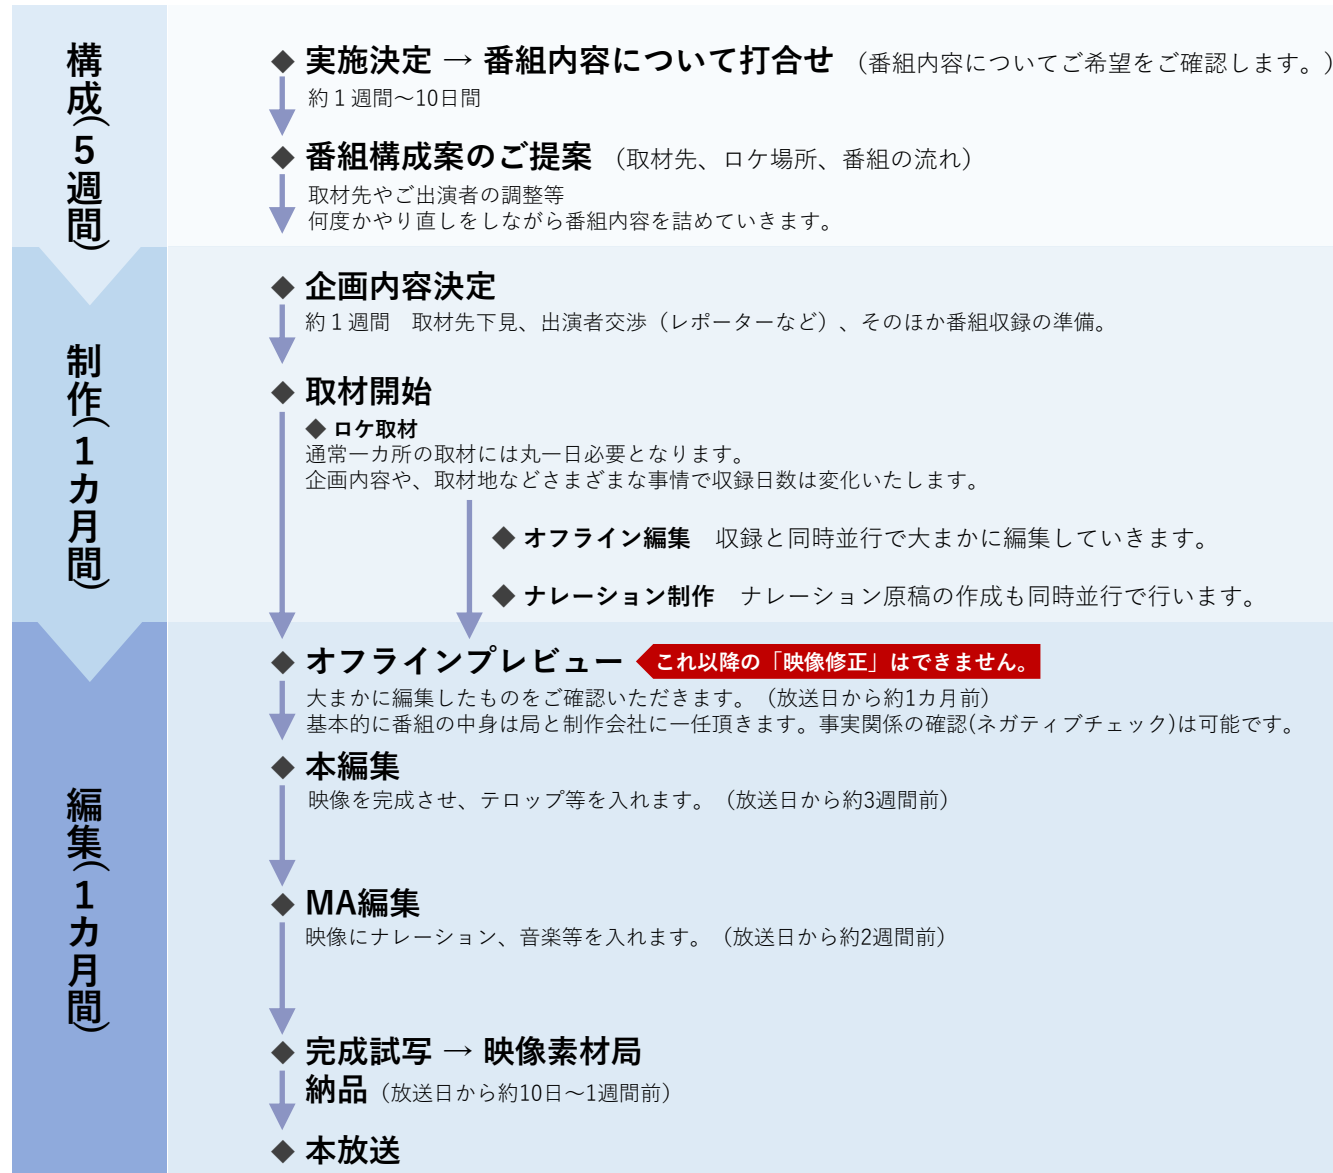 構成(5週間)
◆ 実施決定 → 番組内容について打合せ （番組内容についてご希望をご確認します。）
約１週間～10日間
◆ 番組構成案のご提案 （取材先、ロケ場所、番組の流れ）
取材先やご出演者の調整等
何度かやり直しをしながら番組内容を詰めていきます。
制作(1カ月間)
◆ 企画内容決定
約１週間　取材先下見、出演者交渉（レポーターなど）、そのほか番組収録の準備。
◆ 取材開始
◆ ロケ取材
通常一カ所の取材には丸一日必要となります。
企画内容や、取材地などさまざまな事情で収録日数は変化いたします。
◆ オフライン編集　収録と同時並行で大まかに編集していきます。
◆ ナレーション制作　ナレーション原稿の作成も同時並行で行います。
編集(1カ月間)
◆ オフラインプレビュー これ以降の「映像修正」はできません。
大まかに編集したものをご確認いただきます。（放送日から約1カ月前）
基本的に番組の中身は局と制作会社に一任頂きます。事実関係の確認(ネガティブチェック)は可能です。
◆ 本編集
映像を完成させ、テロップ等を入れます。（放送日から約3週間前）
◆ MA編集
映像にナレーション、音楽等を入れます。（放送日から約2週間前）
◆ 完成試写 → 映像素材局
納品（放送日から約10日～1週間前）
◆ 本放送